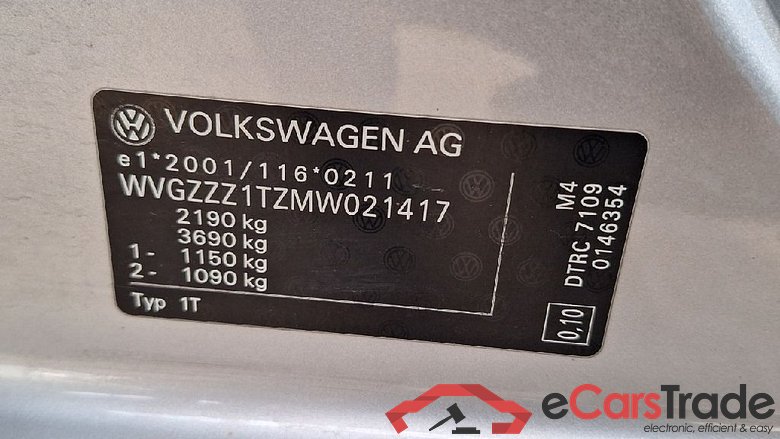 VOLKSWAGEN AG
e1*2001/116*0211
WVGZZZ1TZMW021417
2190 kg
3690 kg
1- 1150 kg
2- 1090 kg
Typ 1T
M4
DTRC 7109
0146354
0,10
eCarsTrade
electronic, efficient & easy